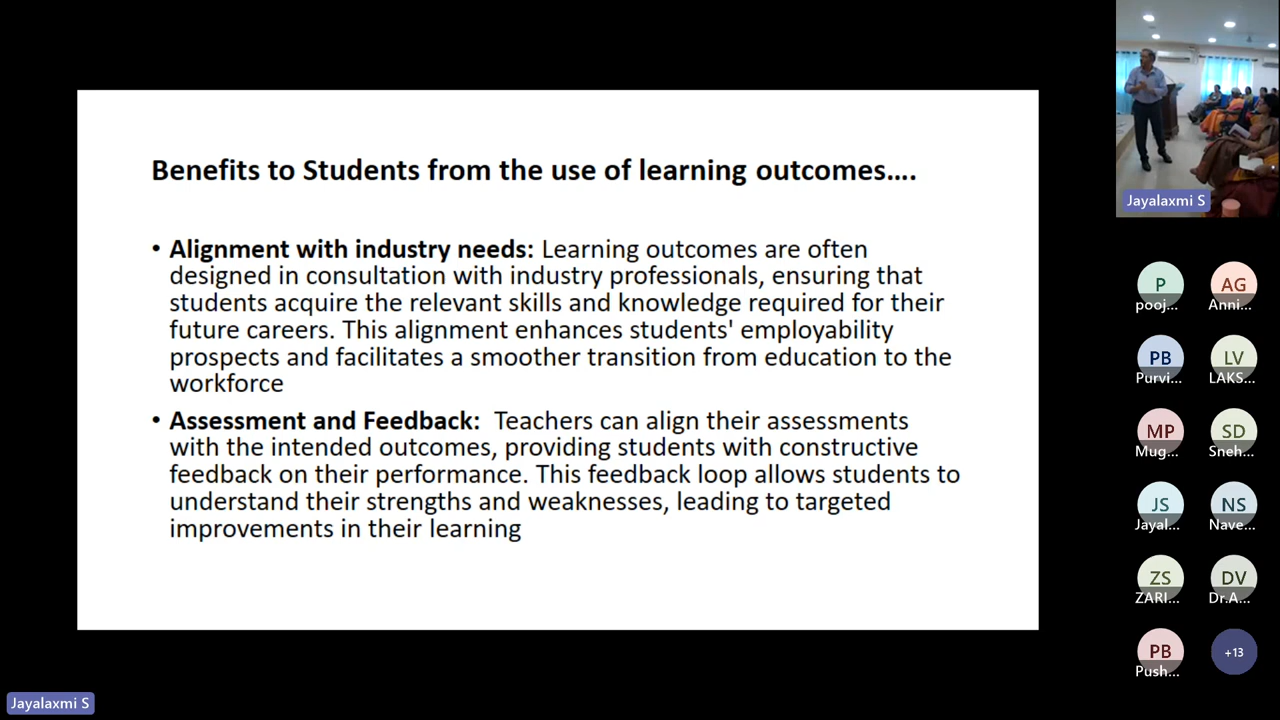 Benefits to Students from the use of learning outcomes....
• Alignment with industry needs: Learning outcomes are often
designed in consultation with industry professionals, ensuring that
students acquire the relevant skills and knowledge required for their
future careers. This alignment enhances students' employability
prospects and facilitates a smoother transition from education to the
workforce
• Assessment and Feedback:  Teachers can align their assessments
with the intended outcomes, providing students with constructive
feedback on their performance. This feedback loop allows students to
understand their strengths and weaknesses, leading to targeted
improvements in their learning
Jayalaxmi S
P
pooj...
AG
Anni...
PB
Purvi...
LV
LAKS...
MP
Mug...
SD
Sneh...
JS
Jayal...
NS
Nave...
ZS
ZARI...
DV
Dr.A...
PB
Push...
+13
Jayalaxmi S